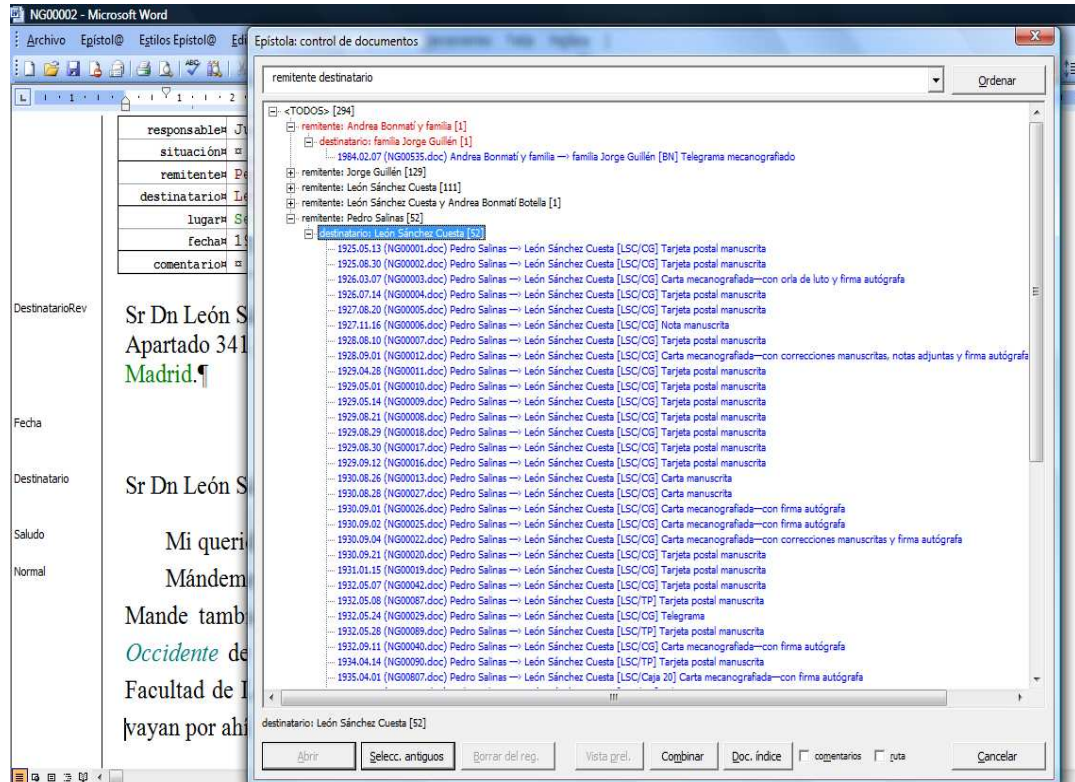 NG00002 - Microsoft Word
Archivo Epístol@ Estilos Epístol@ Edi
Epístola: control de documentos
remitente destinatario
Ordenar
<TODOS> [294]
remitente: Andrea Bonmatí y familia [1]
destinatario: familia Jorge Guillén [1]
1984.02.07 (NG00535.doc) Andrea Bonmatí y familia —› familia Jorge Guillén [BN] Telegrama mecanografiado
remitente: Jorge Guillén [129]
remitente: León Sánchez Cuesta [111]
remitente: León Sánchez Cuesta y Andrea Bonmatí Botella [1]
remitente: Pedro Salinas [52]
destinatario: León Sánchez Cuesta [52]
1925.05.13 (NG00001.doc) Pedro Salinas —› León Sánchez Cuesta [LSC/CG] Tarjeta postal manuscrita
1925.08.30 (NG00002.doc) Pedro Salinas —› León Sánchez Cuesta [LSC/CG] Tarjeta postal manuscrita
1926.03.07 (NG00003.doc) Pedro Salinas —› León Sánchez Cuesta [LSC/CG] Carta mecanografiada—con orla de luto y firma autógrafa
1926.07.14 (NG00004.doc) Pedro Salinas —› León Sánchez Cuesta [LSC/CG] Tarjeta postal manuscrita
1927.08.20 (NG00005.doc) Pedro Salinas —› León Sánchez Cuesta [LSC/CG] Tarjeta postal manuscrita
1927.11.16 (NG00006.doc) Pedro Salinas —› León Sánchez Cuesta [LSC/CG] Nota manuscrita
1928.08.10 (NG00007.doc) Pedro Salinas —› León Sánchez Cuesta [LSC/CG] Tarjeta postal manuscrita
1928.09.01 (NG00012.doc) Pedro Salinas —› León Sánchez Cuesta [LSC/CG] Carta mecanografiada—con correcciones manuscritas, notas adjuntas y firma autógrafa
1929.04.28 (NG00011.doc) Pedro Salinas —› León Sánchez Cuesta [LSC/CG] Tarjeta postal manuscrita
1929.05.01 (NG00010.doc) Pedro Salinas —› León Sánchez Cuesta [LSC/CG] Tarjeta postal manuscrita
1929.05.14 (NG00009.doc) Pedro Salinas —› León Sánchez Cuesta [LSC/CG] Tarjeta postal manuscrita
1929.08.21 (NG00008.doc) Pedro Salinas —› León Sánchez Cuesta [LSC/CG] Tarjeta postal manuscrita
1929.08.29 (NG00018.doc) Pedro Salinas —› León Sánchez Cuesta [LSC/CG] Tarjeta postal manuscrita
1929.08.30 (NG00017.doc) Pedro Salinas —› León Sánchez Cuesta [LSC/CG] Tarjeta postal manuscrita
1929.09.12 (NG00016.doc) Pedro Salinas —› León Sánchez Cuesta [LSC/CG] Tarjeta postal manuscrita
1930.08.26 (NG00013.doc) Pedro Salinas —› León Sánchez Cuesta [LSC/CG] Carta manuscrita
1930.08.28 (NG00027.doc) Pedro Salinas —› León Sánchez Cuesta [LSC/CG] Carta manuscrita
1930.09.01 (NG00026.doc) Pedro Salinas —› León Sánchez Cuesta [LSC/CG] Carta mecanografiada—con firma autógrafa
1930.09.02 (NG00025.doc) Pedro Salinas —› León Sánchez Cuesta [LSC/CG] Carta mecanografiada—con firma autógrafa
1930.09.04 (NG00022.doc) Pedro Salinas —› León Sánchez Cuesta [LSC/CG] Carta mecanografiada—con correcciones manuscritas y firma autógrafa
1930.09.21 (NG00020.doc) Pedro Salinas —› León Sánchez Cuesta [LSC/CG] Tarjeta postal manuscrita
1931.01.15 (NG00019.doc) Pedro Salinas —› León Sánchez Cuesta [LSC/CG] Tarjeta postal manuscrita
1932.05.07 (NG00042.doc) Pedro Salinas —› León Sánchez Cuesta [LSC/CG] Tarjeta postal manuscrita
1932.05.08 (NG00087.doc) Pedro Salinas —› León Sánchez Cuesta [LSC/TP] Tarjeta postal manuscrita
1932.05.24 (NG00029.doc) Pedro Salinas —› León Sánchez Cuesta [LSC/CG] Telegrama
1932.05.28 (NG00089.doc) Pedro Salinas —› León Sánchez Cuesta [LSC/TP] Tarjeta postal manuscrita
1932.09.11 (NG00040.doc) Pedro Salinas —› León Sánchez Cuesta [LSC/CG] Carta mecanografiada—con firma autógrafa
1934.04.14 (NG00090.doc) Pedro Salinas —› León Sánchez Cuesta [LSC/TP] Tarjeta postal manuscrita
1935.04.01 (NG00807.doc) Pedro Salinas —› León Sánchez Cuesta [LSC/Caja 20] Carta mecanografiada—con firma autógrafa
destinatario: León Sánchez Cuesta [52]
Abrir Selecc. antiguos Borrar del reg. Vista prel. Combinar Doc. índice comentarios ruta Cancelar
responsable¤ Ju
situación¤ ¤
remitente¤ Pe
destinatario¤ Le
lugar¤ Se
fecha¤ 19
comentario¤ ¤
DestinatarioRev Sr Dn León S
Apartado 341
Madrid.¶
Fecha
Destinatario Sr Dn León S
Saludo Mi queri
Normal Mándem
Mande tamb
Occidente de
Facultad de
vayan por ahí